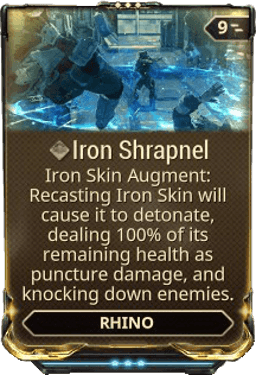 9
Iron Shrapnel
Iron Skin Augment:
Recasting Iron Skin will
cause it to detonate,
dealing 100% of its
remaining health as
puncture damage, and
knocking down enemies.
RHINO